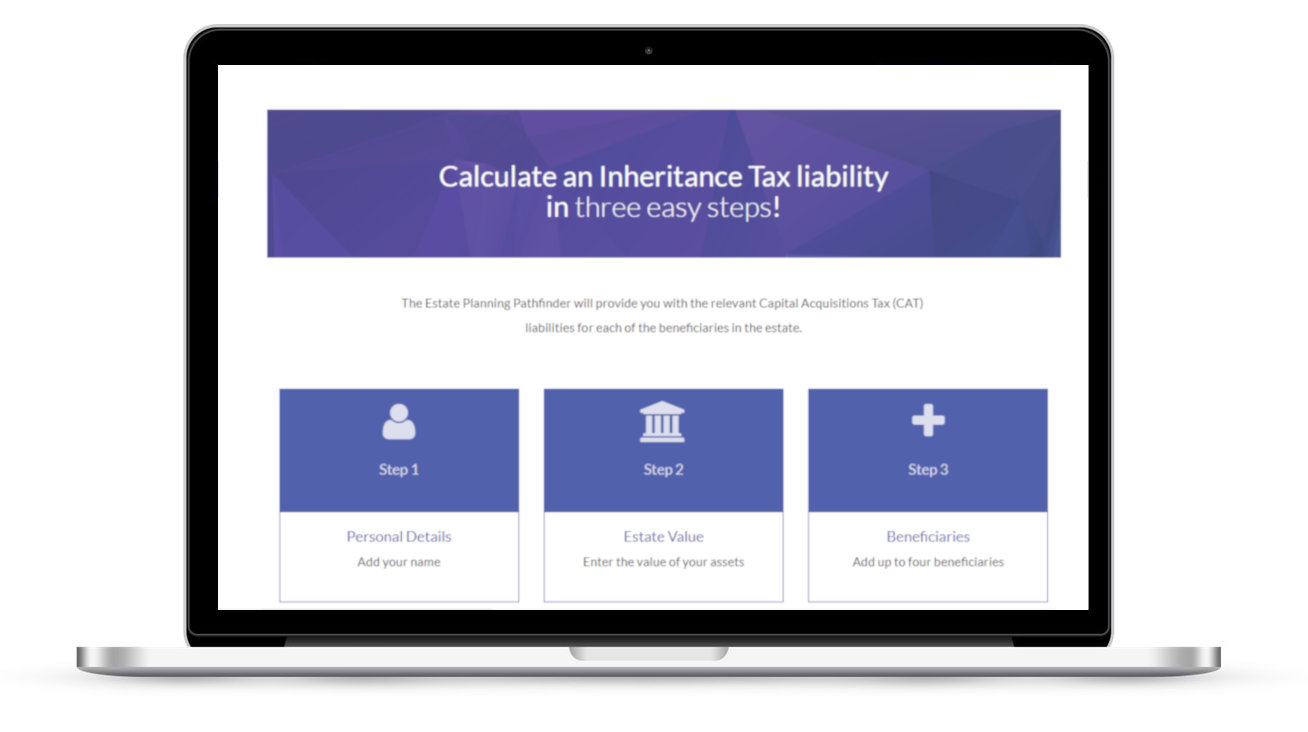 Calculate an Inheritance Tax liability
in three easy steps!
The Estate Planning Pathfinder will provide you with the relevant Capital Acquisitions Tax (CAT)
liabilities for each of the beneficiaries in the estate.
Step 1
Personal Details
Add your name
Step 2
Estate Value
Enter the value of your assets
Step 3
Beneficiaries
Add up to four beneficiaries